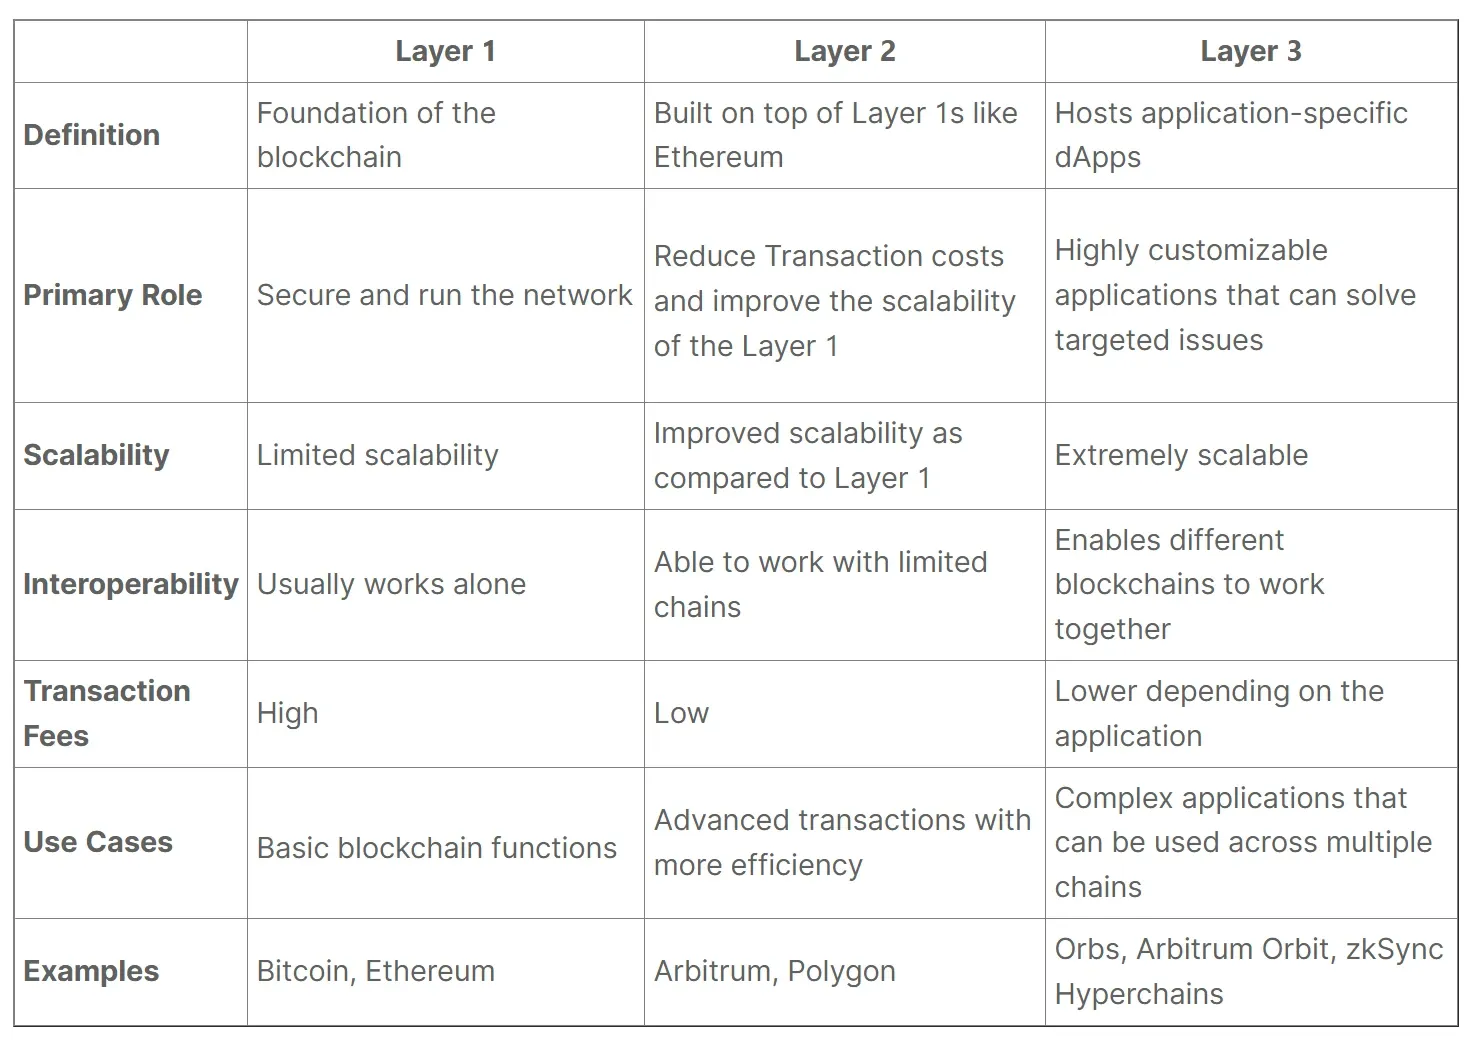 Layer 1
Layer 2
Layer 3
Definition
Foundation of the
blockchain
Built on top of Layer 1s like
Ethereum
Hosts application-specific
dApps
Primary Role
Secure and run the network
Reduce Transaction costs
and improve the scalability
of the Layer 1
Highly customizable
applications that can solve
targeted issues
Scalability
Limited scalability
Improved scalability as
compared to Layer 1
Extremely scalable
Interoperability
Usually works alone
Able to work with limited
chains
Enables different
blockchains to work
together
Transaction
Fees
High
Low
Lower depending on the
application
Use Cases
Basic blockchain functions
Advanced transactions with
more efficiency
Complex applications that
can be used across multiple
chains
Examples
Bitcoin, Ethereum
Arbitrum, Polygon
Orbs, Arbitrum Orbit, zkSync
Hyperchains